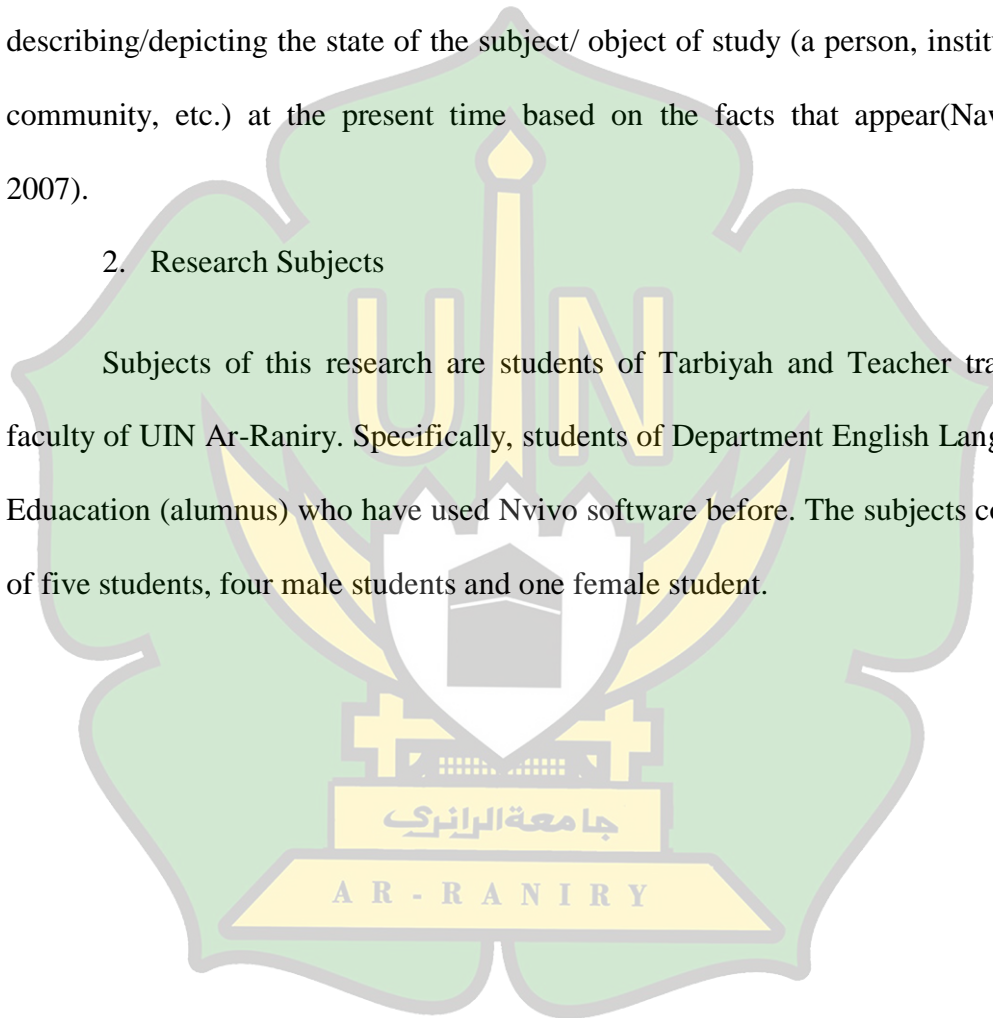 describing/depicting the state of the subject/ object of study (a person, instit
community, etc.) at the present time based on the facts that appear(Nav
2007).
2. Research Subjects
Subjects of this research are students of Tarbiyah and Teacher tra
faculty of UIN Ar-Raniry. Specifically, students of Department English Lang
Eduacation (alumnus) who have used Nvivo software before. The subjects co
of five students, four male students and one female student.
UIN
جامعة الرانري
AR-RANIRY